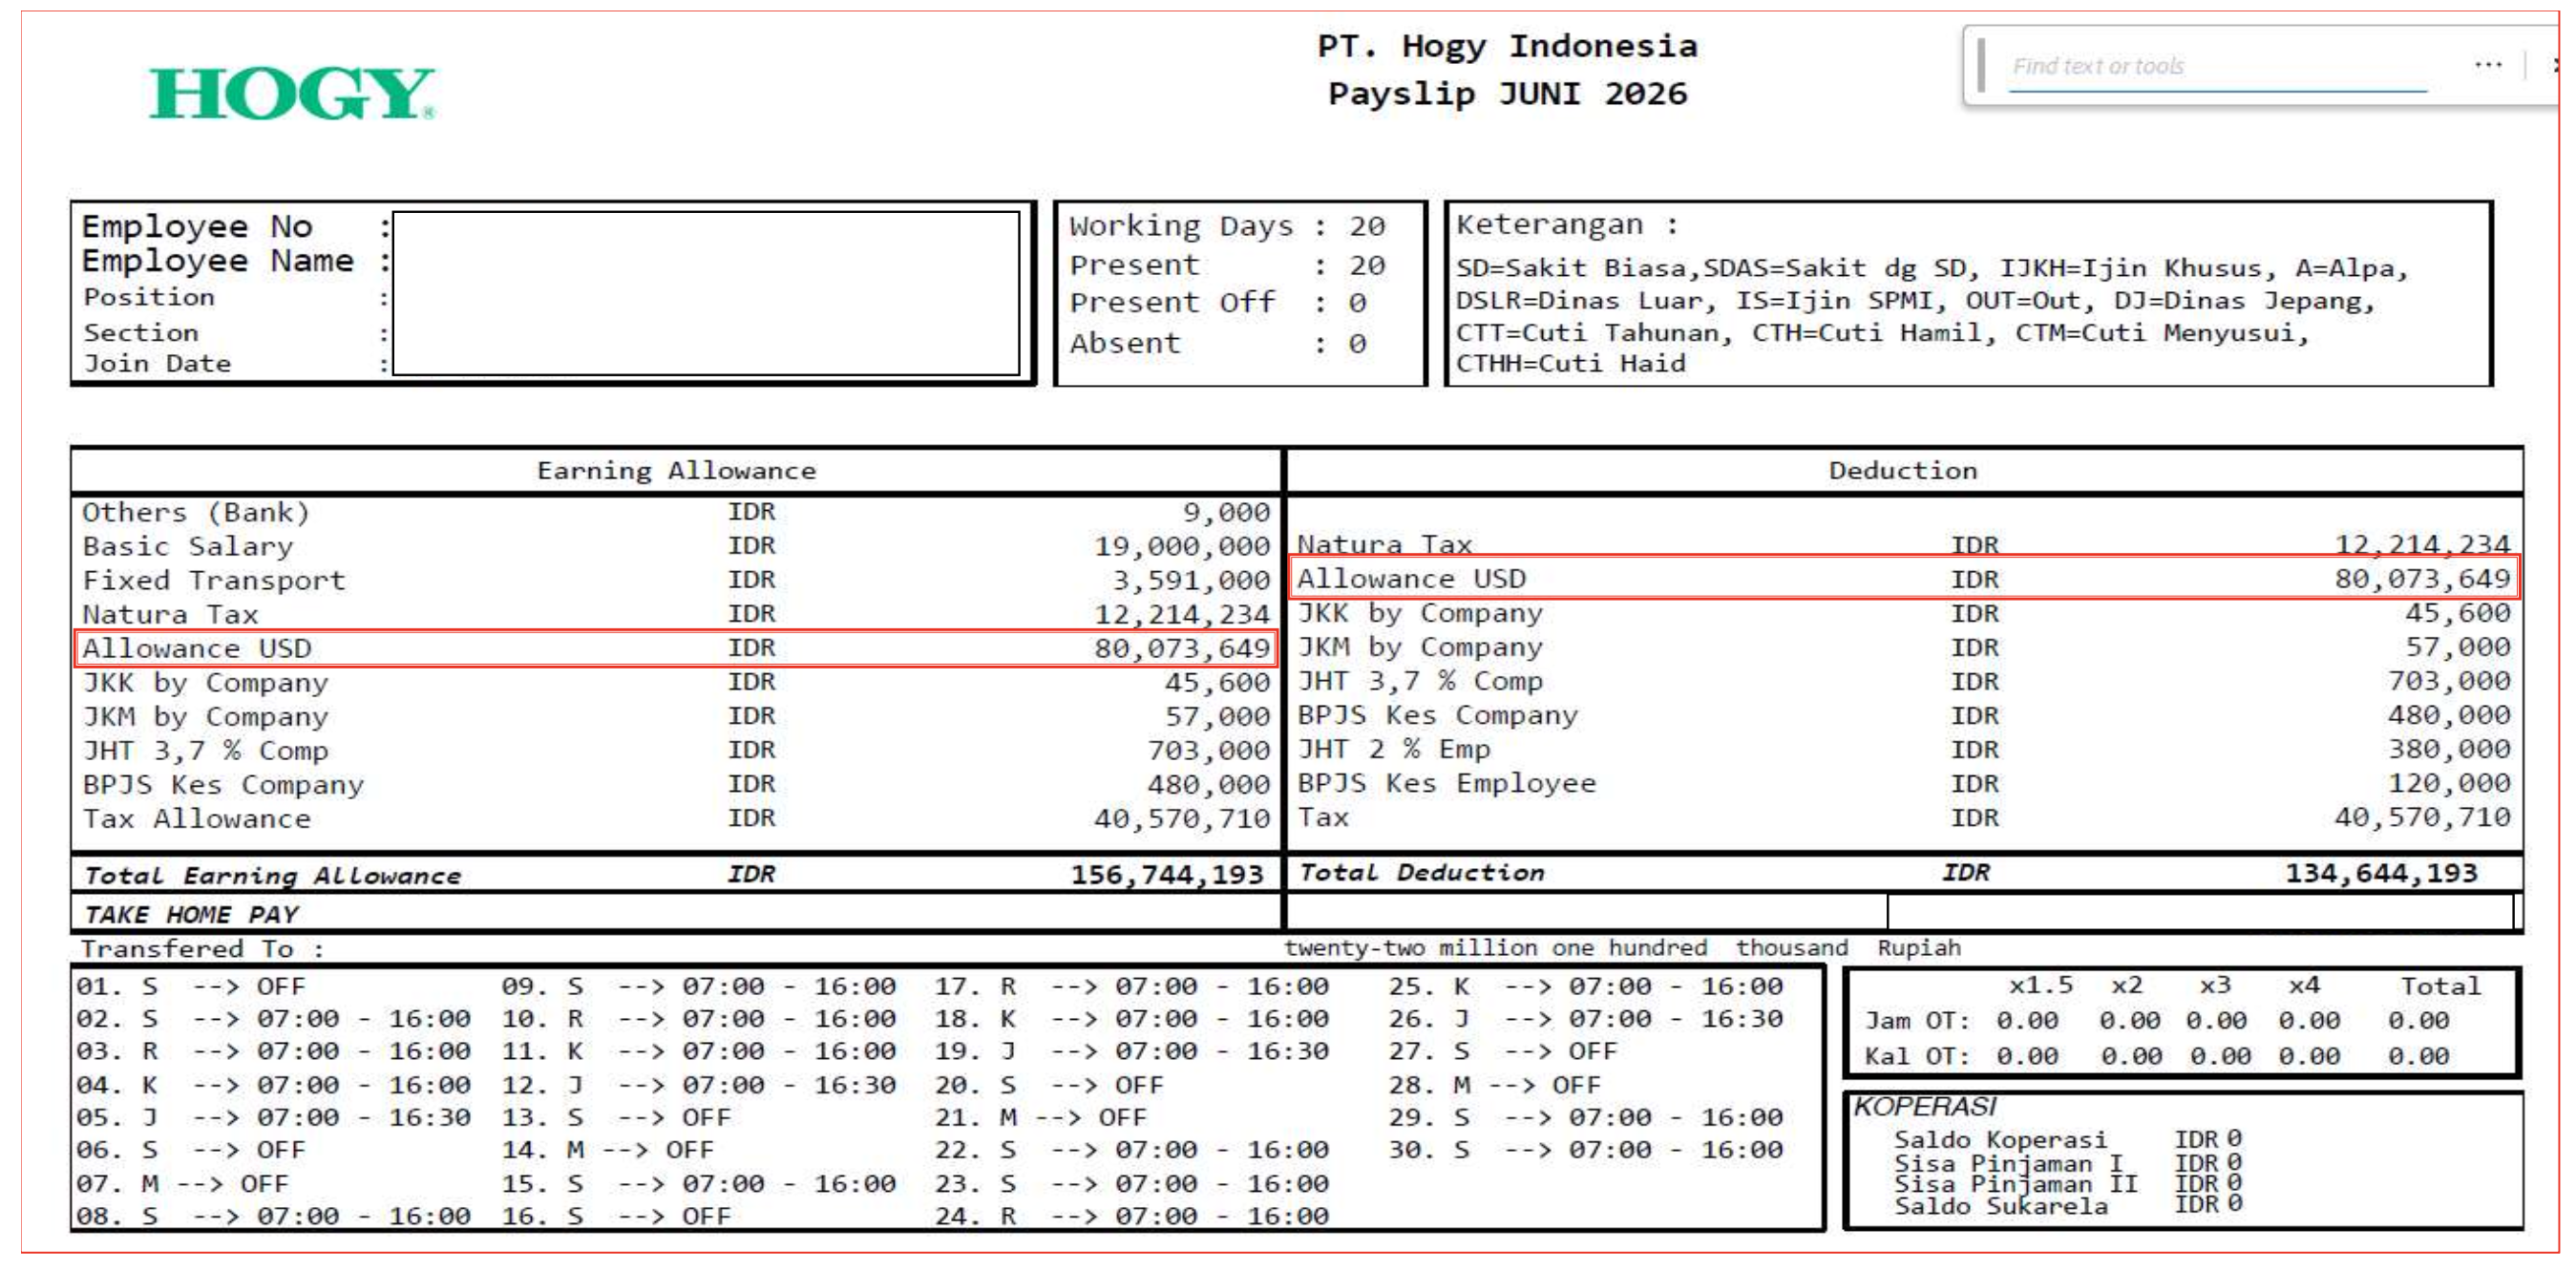 PT. Hogy Indonesia
Payslip JUNI 2026
HOGY®
Find text or tools ...
Employee No :
Employee Name :
Position :
Section :
Join Date :
Working Days : 20
Present : 20
Present Off : 0
Absent : 0
Keterangan :
SD=Sakit Biasa,SDAS=Sakit dg SD, IJKH=Ijin Khusus, A=Alpa,
DSLR=Dinas Luar, IS=Ijin SPMI, OUT=Out, DJ=Dinas Jepang,
CTT=Cuti Tahunan, CTH=Cuti Hamil, CTM=Cuti Menyusui,
CTHH=Cuti Haid
Earning Allowance
Others (Bank) IDR 9,000
Basic Salary IDR 19,000,000
Fixed Transport IDR 3,591,000
Natura Tax IDR 12,214,234
Allowance USD IDR 80,073,649
JKK by Company IDR 45,600
JKM by Company IDR 57,000
JHT 3,7 % Comp IDR 703,000
BPJS Kes Company IDR 480,000
Tax Allowance IDR 40,570,710
Total Earning Allowance IDR 156,744,193
Deduction
Natura Tax IDR 12,214,234
Allowance USD IDR 80,073,649
JKK by Company IDR 45,600
JKM by Company IDR 57,000
JHT 3,7 % Comp IDR 703,000
BPJS Kes Company IDR 480,000
JHT 2 % Emp IDR 380,000
BPJS Kes Employee IDR 120,000
Tax IDR 40,570,710
Total Deduction IDR 134,644,193
TAKE HOME PAY
Transfered To :
twenty-two million one hundred thousand Rupiah
01. S --> OFF
02. S --> 07:00 - 16:00
03. R --> 07:00 - 16:00
04. K --> 07:00 - 16:00
05. J --> 07:00 - 16:30
06. S --> OFF
07. M --> OFF
08. S --> 07:00 - 16:00
09. S --> 07:00 - 16:00
10. R --> 07:00 - 16:00
11. K --> 07:00 - 16:00
12. J --> 07:00 - 16:30
13. S --> OFF
14. M --> OFF
15. S --> 07:00 - 16:00
16. S --> OFF
17. R --> 07:00 - 16:00
18. K --> 07:00 - 16:00
19. J --> 07:00 - 16:30
20. S --> OFF
21. M --> OFF
22. S --> 07:00 - 16:00
23. S --> 07:00 - 16:00
24. R --> 07:00 - 16:00
25. K --> 07:00 - 16:00
26. J --> 07:00 - 16:30
27. S --> OFF
28. M --> OFF
29. S --> 07:00 - 16:00
30. S --> 07:00 - 16:00
x1.5 x2 x3 x4 Total
Jam OT: 0.00 0.00 0.00 0.00 0.00
Kal OT: 0.00 0.00 0.00 0.00 0.00
KOPERASI
Saldo Koperasi IDR 0
Sisa Pinjaman I IDR 0
Sisa Pinjaman II IDR 0
Saldo Sukarela IDR 0